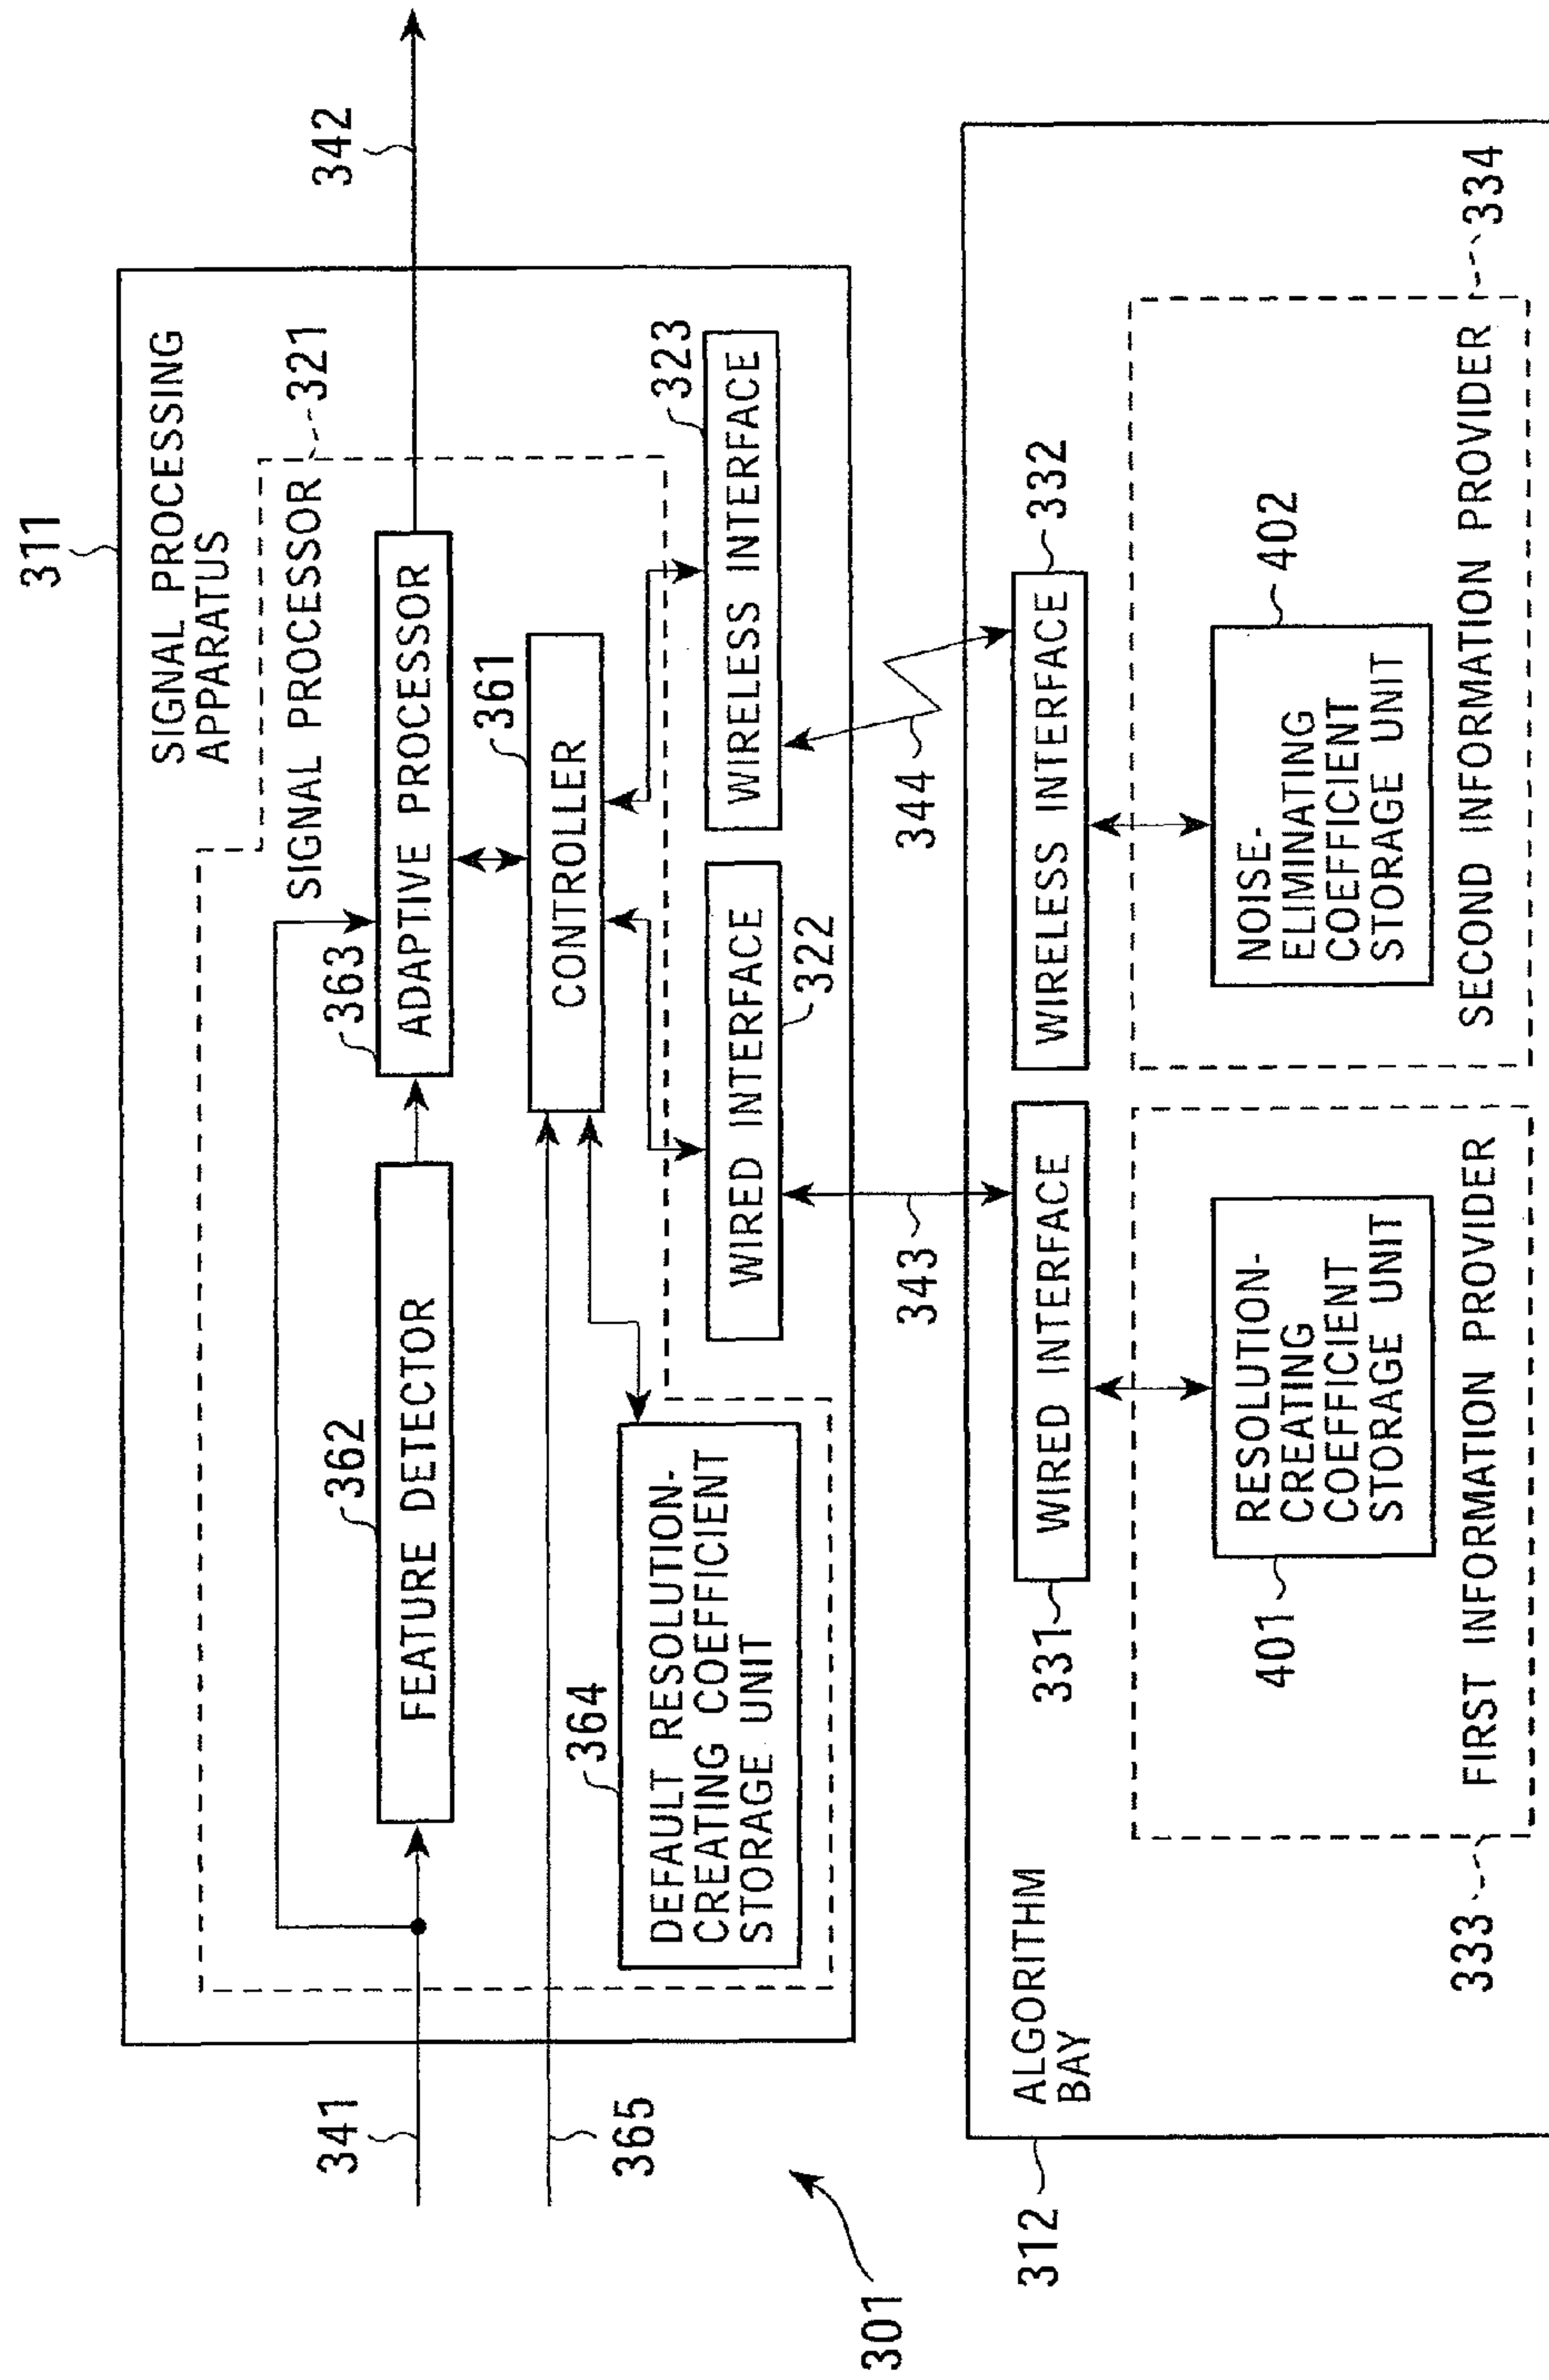 311
SIGNAL PROCESSING
APPARATUS
SIGNAL PROCESSOR
321
342
341
362
FEATURE DETECTOR
363
ADAPTIVE PROCESSOR
361
CONTROLLER
365
364
DEFAULT RESOLUTION-
CREATING COEFFICIENT
STORAGE UNIT
WIRED INTERFACE
322
WIRELESS INTERFACE
323
301
343
344
312
ALGORITHM
BAY
331
WIRED INTERFACE
WIRELESS INTERFACE
332
401
RESOLUTION-
CREATING
COEFFICIENT
STORAGE UNIT
402
NOISE-
ELIMINATING
COEFFICIENT
STORAGE UNIT
333
FIRST INFORMATION PROVIDER
SECOND INFORMATION PROVIDER
334